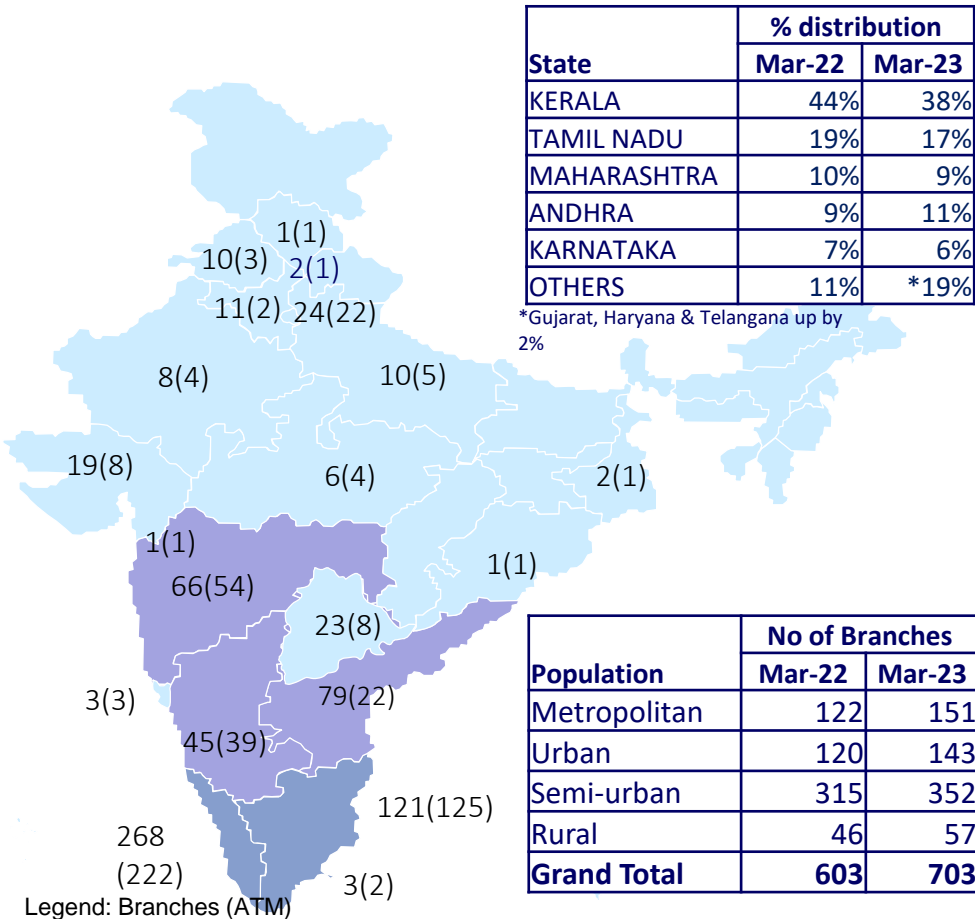 % distribution
State Mar-22 Mar-23
KERALA 44% 38%
TAMIL NADU 19% 17%
MAHARASHTRA 10% 9%
ANDHRA 9% 11%
KARNATAKA 7% 6%
OTHERS 11% *19%
*Gujarat, Haryana & Telangana up by
2%
1(1)
10(3)
2(1)
11(2) 24(22)
8(4)
10(5)
19(8)
6(4)
2(1)
1(1)
66(54)
1(1)
23(8)
79(22)
3(3)
45(39)
121(125)
268
(222)
3(2)
Legend: Branches (ATM)
No of Branches
Population Mar-22 Mar-23
Metropolitan 122 151
Urban 120 143
Semi-urban 315 352
Rural 46 57
Grand Total 603 703